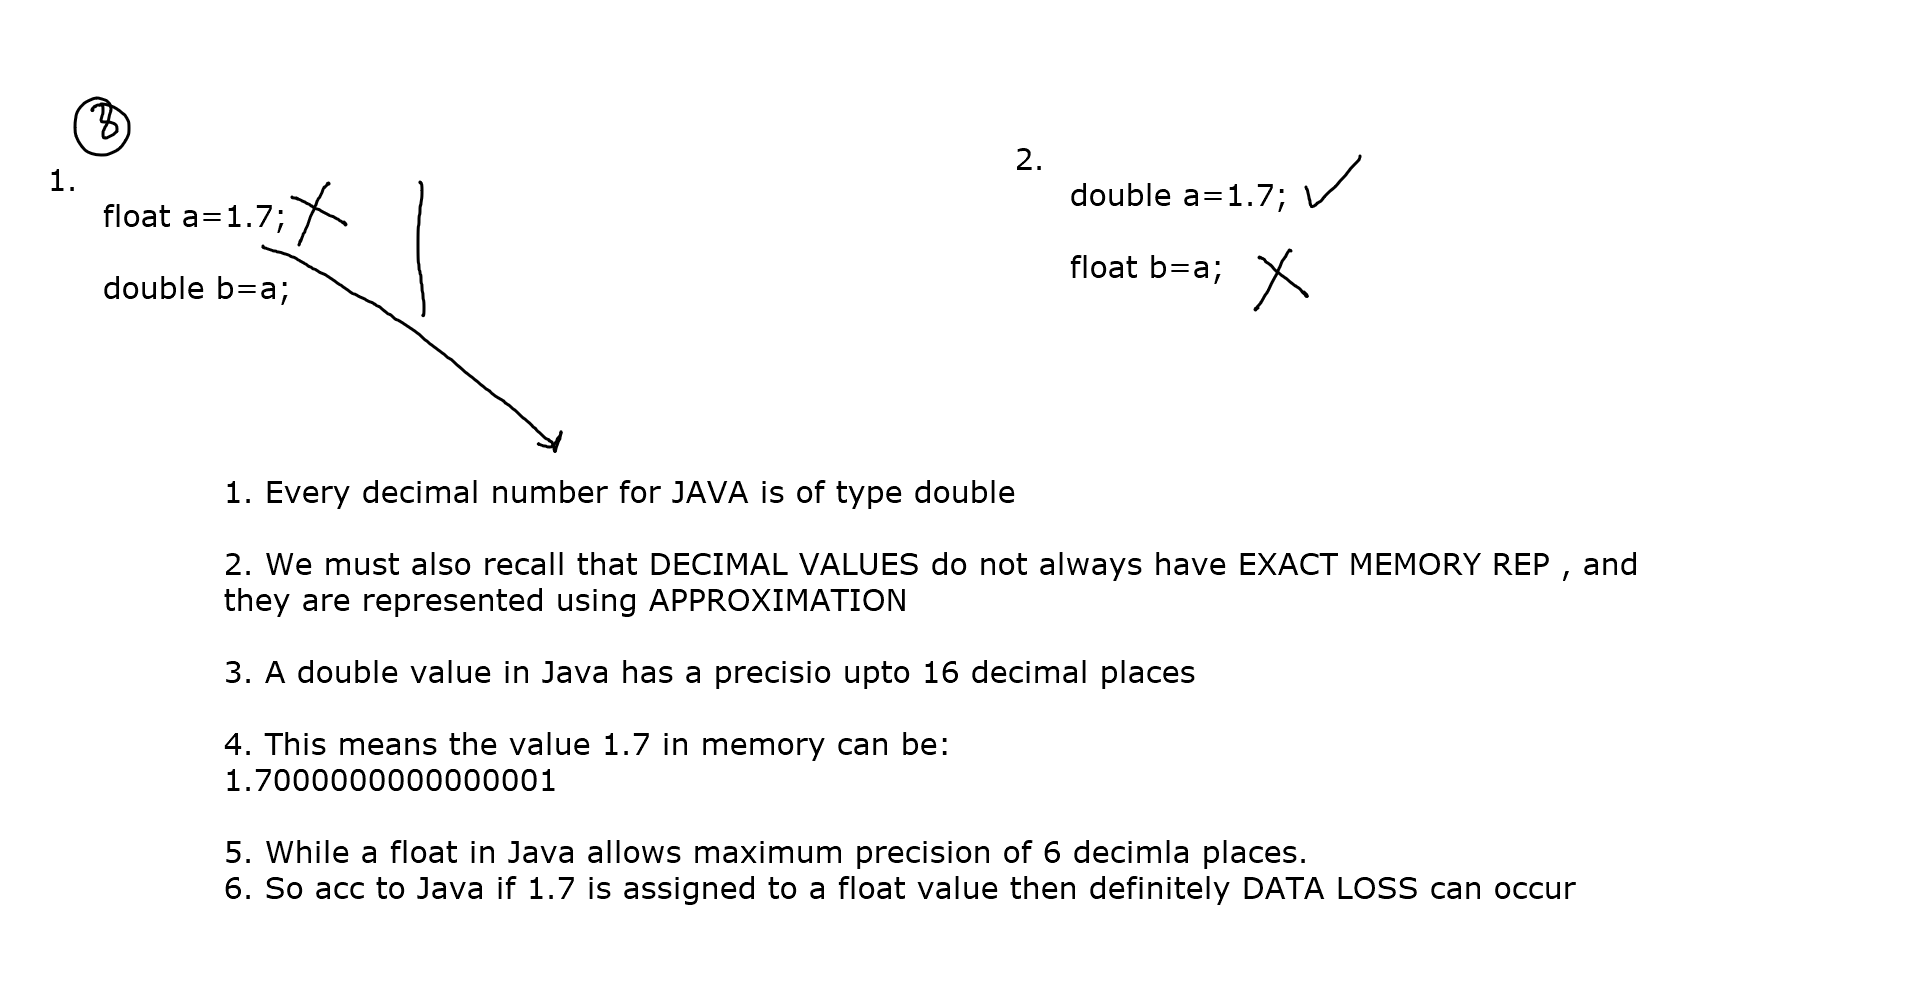 1.
float a=1.7;
double b=a;
2.
double a=1.7;
float b=a;
1. Every decimal number for JAVA is of type double
2. We must also recall that DECIMAL VALUES do not always have EXACT MEMORY REP , and
they are represented using APPROXIMATION
3. A double value in Java has a precisio upto 16 decimal places
4. This means the value 1.7 in memory can be:
1.7000000000000001
5. While a float in Java allows maximum precision of 6 decimla places.
6. So acc to Java if 1.7 is assigned to a float value then definitely DATA LOSS can occur